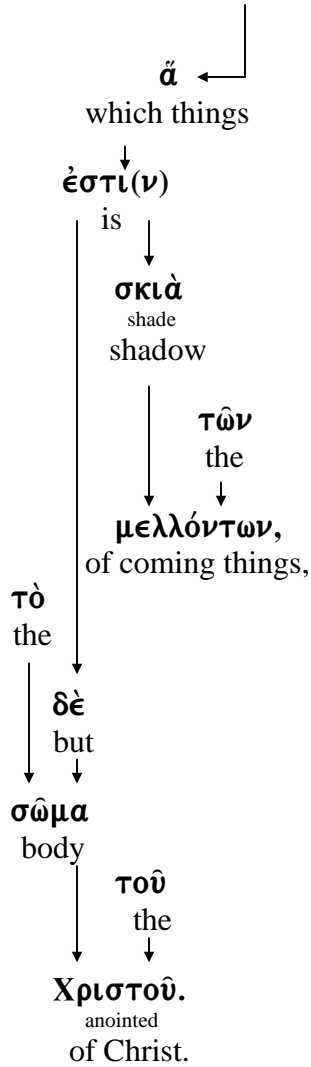 ἅ
which things
ἐστι(ν)
is
σκιὰ
shade
shadow
τῶν
the
μελλόντων,
of coming things,
τὸ
the
δὲ
but
σῶμα
body
τοῦ
the
Χριστοῦ.
anointed
of Christ.